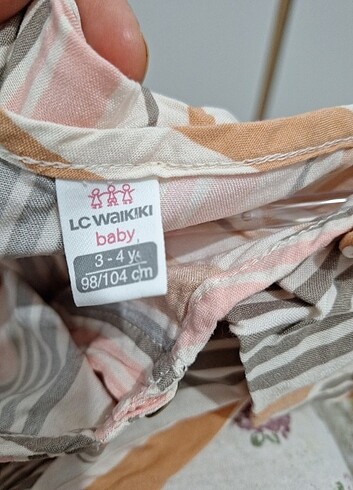 LC WAIKIKI
baby
3 - 4 y.
98/104 cm